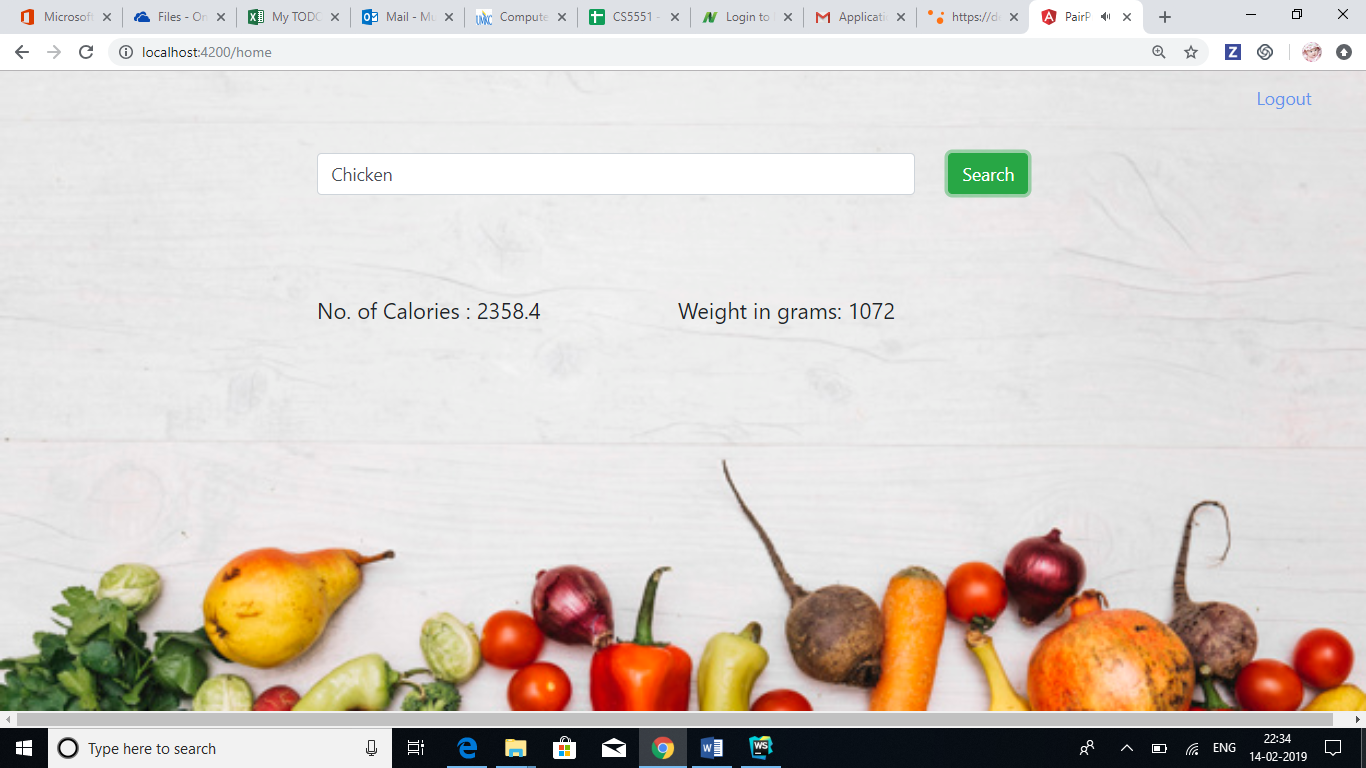 Microsoft Files - On My TODO Mail - Mu Compute CS5551 - Login to Applicatio https://de PairP
localhost:4200/home
Logout
Chicken Search
No. of Calories : 2358.4 Weight in grams: 1072
Type here to search ENG 22:34
14-02-2019